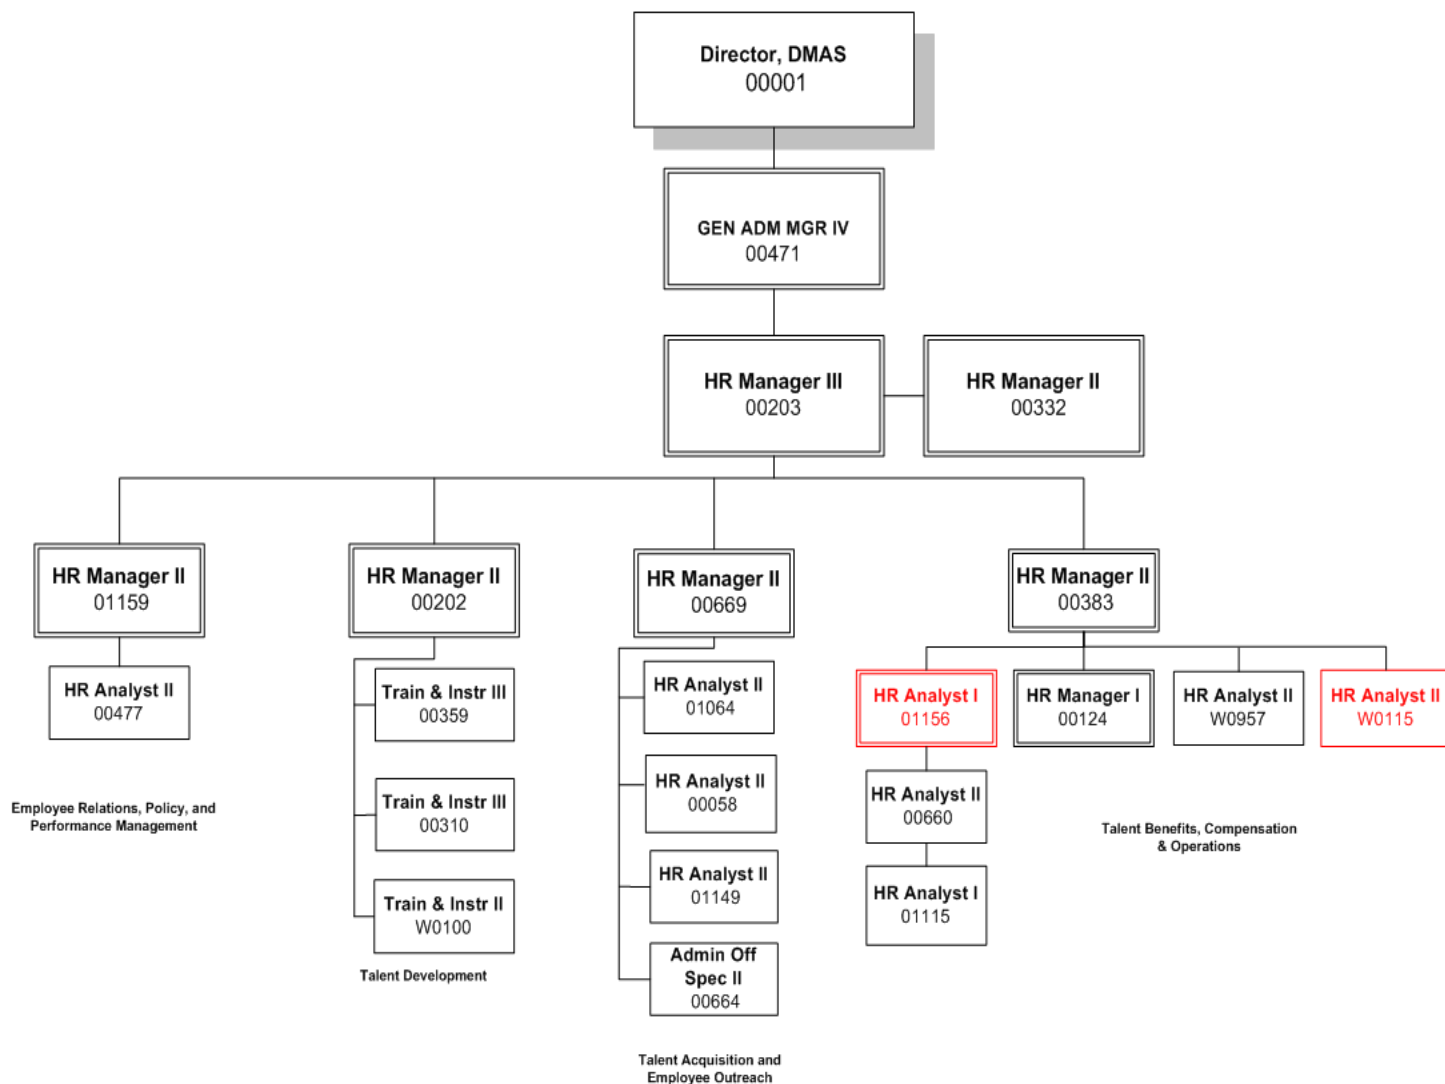 Director, DMAS
00001
GEN ADM MGR IV
00471
HR Manager III
00203
HR Manager II
00332
HR Manager II
01159
HR Manager II
00202
HR Manager II
00669
HR Manager II
00383
HR Analyst II
00477
Train & Instr III
00359
Train & Instr III
00310
Train & Instr II
W0100
HR Analyst II
01064
HR Analyst II
00058
HR Analyst II
01149
Admin Off
Spec II
00664
HR Analyst I
01156
HR Manager I
00124
HR Analyst II
W0957
HR Analyst II
W0115
HR Analyst II
00660
HR Analyst I
01115
Employee Relations, Policy, and
Performance Management
Talent Development
Talent Acquisition and
Employee Outreach
Talent Benefits, Compensation
& Operations